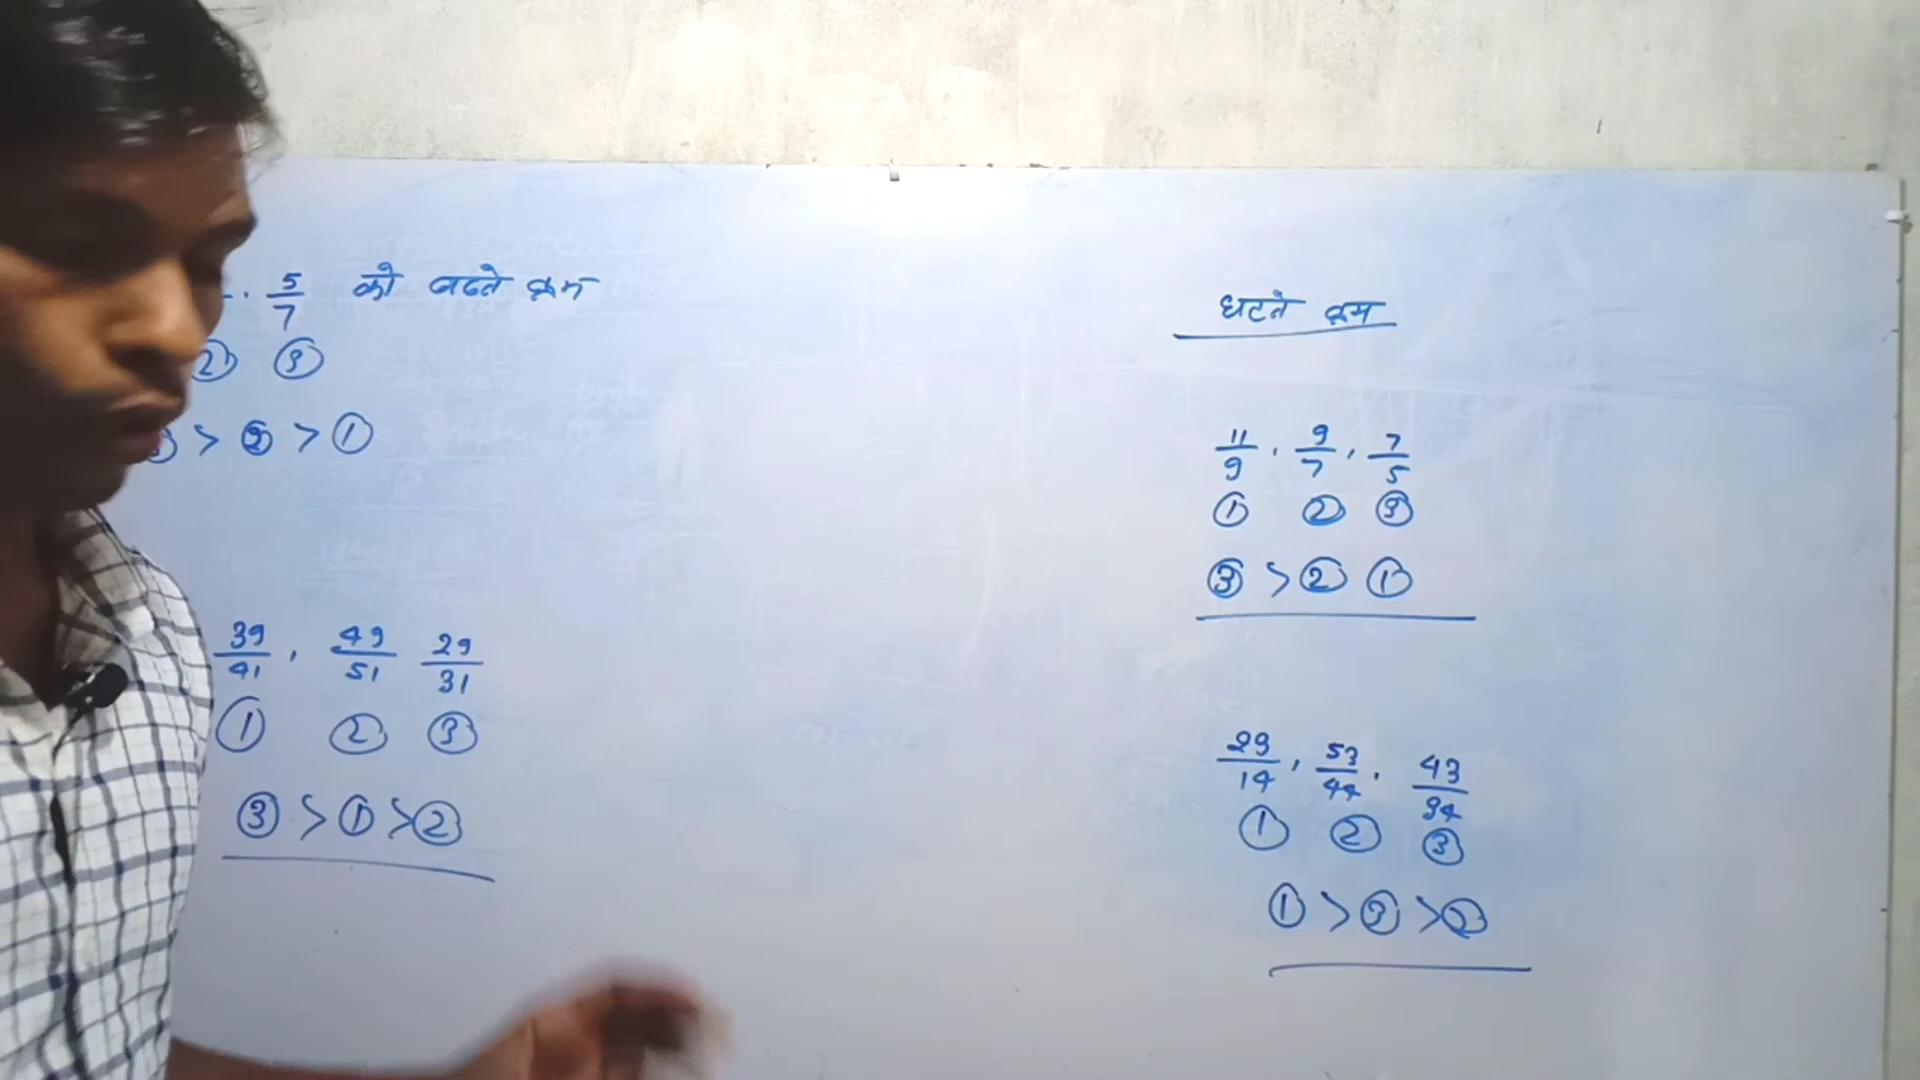 5/7 को बढते क्रम
② ③
③ > ② > ①
39/41, 49/51 29/31
① ② ③
③ > ① > ②
घटते क्रम
11/9, 9/7, 7/5
① ② ③
③ > ② ①
29/14, 53/44, 43/34
① ② ③
① > ③ > ②